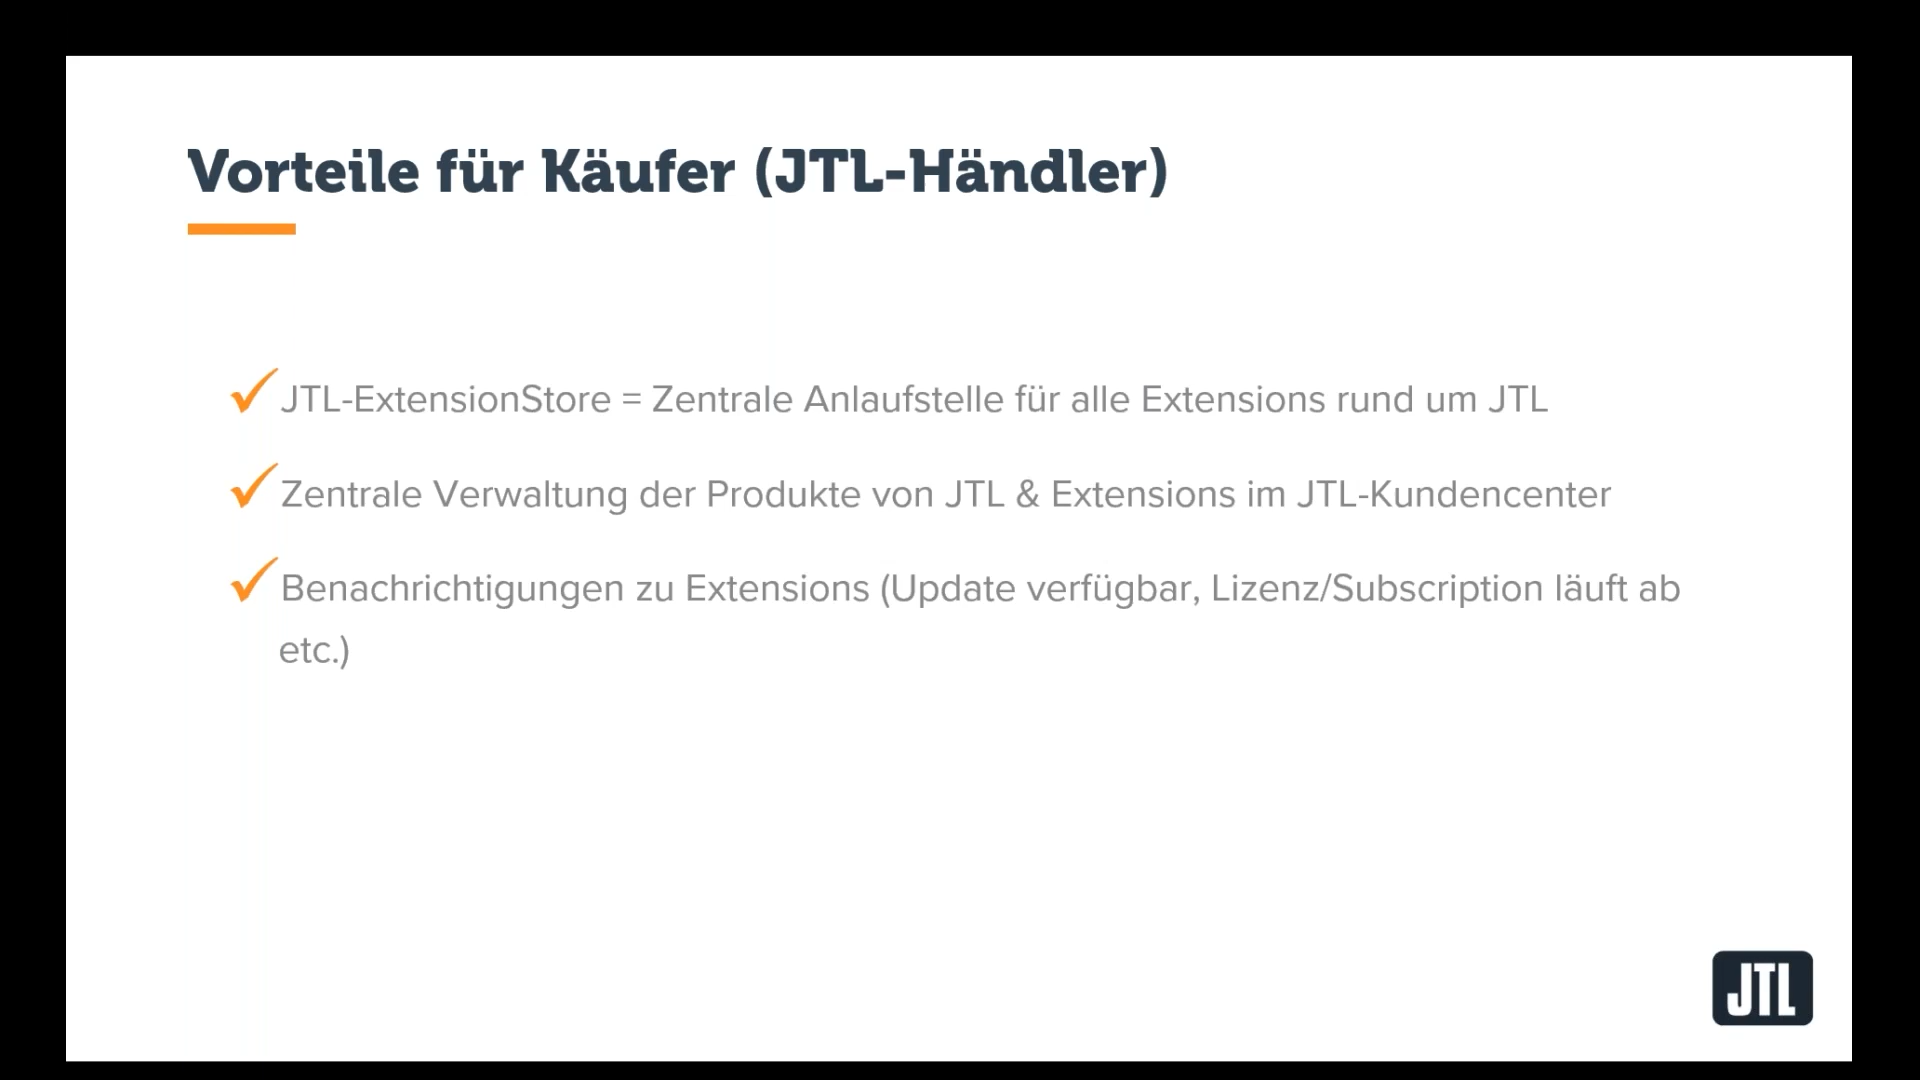 Vorteile für Käufer (JTL-Händler)
JTL-ExtensionStore = Zentrale Anlaufstelle für alle Extensions rund um JTL
Zentrale Verwaltung der Produkte von JTL & Extensions im JTL-Kundencenter
Benachrichtigungen zu Extensions (Update verfügbar, Lizenz/Subscription läuft ab
etc.)
JTL